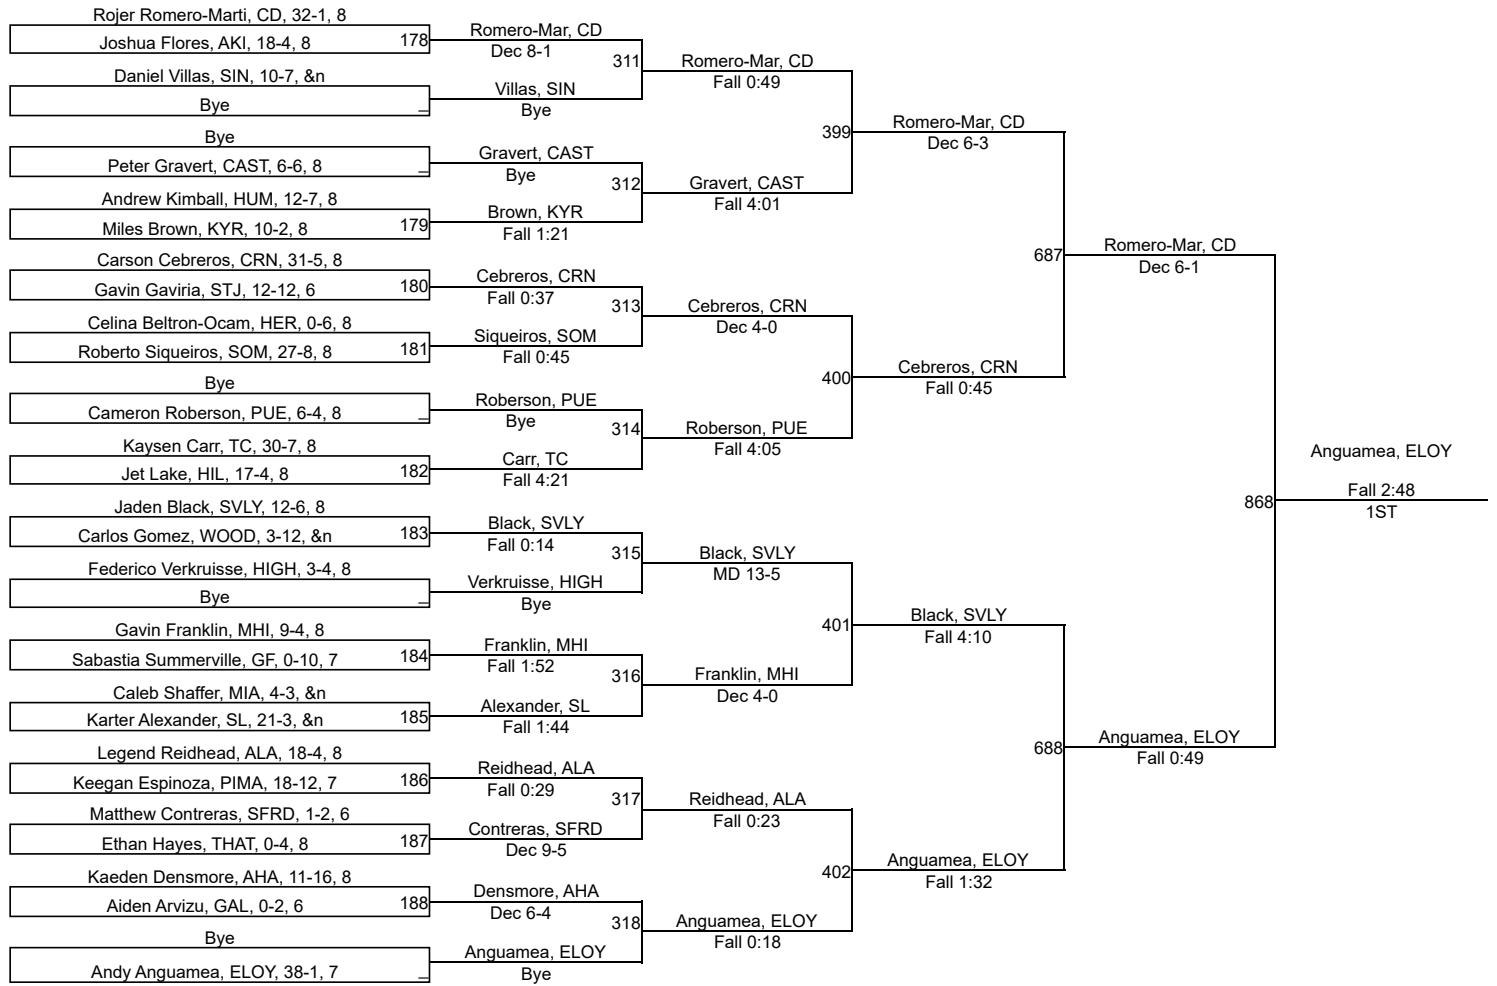 Rojer Romero-Marti, CD, 32-1, 8
Joshua Flores, AKI, 18-4, 8
178
Daniel Villas, SIN, 10-7, &n
Bye
_
Bye
Peter Gravert, CAST, 6-6, 8
_
Andrew Kimball, HUM, 12-7, 8
Miles Brown, KYR, 10-2, 8
179
Carson Cebreros, CRN, 31-5, 8
Gavin Gaviria, STJ, 12-12, 6
180
Celina Beltron-Ocam, HER, 0-6, 8
Roberto Siqueiros, SOM, 27-8, 8
181
Bye
Cameron Roberson, PUE, 6-4, 8
_
Kaysen Carr, TC, 30-7, 8
Jet Lake, HIL, 17-4, 8
182
Jaden Black, SVLY, 12-6, 8
Carlos Gomez, WOOD, 3-12, &n
183
Federico Verkruisse, HIGH, 3-4, 8
Bye
_
Gavin Franklin, MHI, 9-4, 8
Sabastia Summerville, GF, 0-10, 7
184
Caleb Shaffer, MIA, 4-3, &n
Karter Alexander, SL, 21-3, &n
185
Legend Reidhead, ALA, 18-4, 8
Keegan Espinoza, PIMA, 18-12, 7
186
Matthew Contreras, SFRD, 1-2, 6
Ethan Hayes, THAT, 0-4, 8
187
Kaeden Densmore, AHA, 11-16, 8
Aiden Arvizu, GAL, 0-2, 6
188
Bye
Andy Anguamea, ELOY, 38-1, 7
_
Romero-Mar, CD
Dec 8-1
311
Villas, SIN
Bye
Gravert, CAST
Bye
312
Brown, KYR
Fall 1:21
Cebreros, CRN
Fall 0:37
313
Siqueiros, SOM
Fall 0:45
Roberson, PUE
Bye
314
Carr, TC
Fall 4:21
Black, SVLY
Fall 0:14
315
Verkruisse, HIGH
Bye
Franklin, MHI
Fall 1:52
316
Alexander, SL
Fall 1:44
Reidhead, ALA
Fall 0:29
317
Contreras, SFRD
Dec 9-5
Densmore, AHA
Dec 6-4
318
Anguamea, ELOY
Bye
Romero-Mar, CD
Fall 0:49
399
Gravert, CAST
Fall 4:01
Cebreros, CRN
Dec 4-0
400
Roberson, PUE
Fall 4:05
Black, SVLY
MD 13-5
401
Franklin, MHI
Dec 4-0
Reidhead, ALA
Fall 0:23
402
Anguamea, ELOY
Fall 0:18
Romero-Mar, CD
Dec 6-3
687
Cebreros, CRN
Fall 0:45
Black, SVLY
Fall 4:10
688
Anguamea, ELOY
Fall 1:32
Romero-Mar, CD
Dec 6-1
868
Anguamea, ELOY
Fall 0:49
Anguamea, ELOY
Fall 2:48
1ST